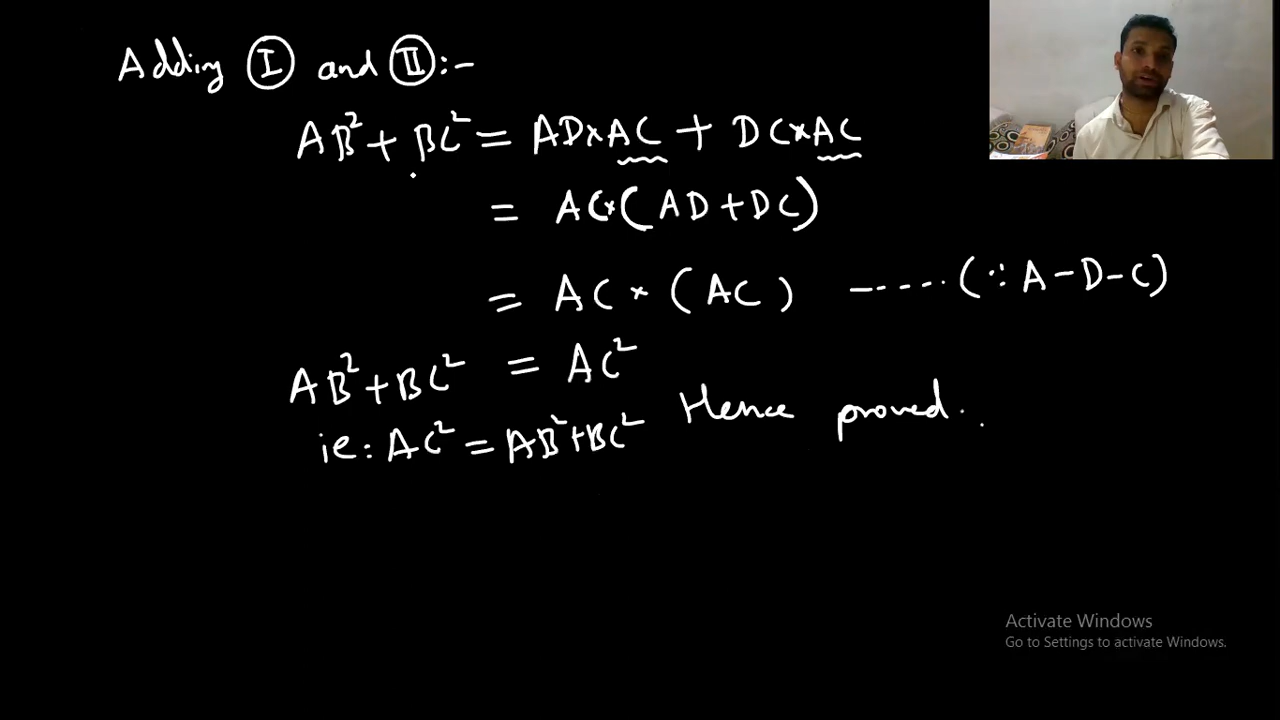 Adding Ⓘ and Ⓘ︎Ⓘ:-
AB²+ BC² = AD×AC + DC×AC
= AC×(AD+DC)
= AC × (AC) -----(∵ A-D-C)
AB²+BC² = AC²
ie: AC² = AB²+BC² Hence proved.
Activate Windows
Go to Settings to activate Windows.